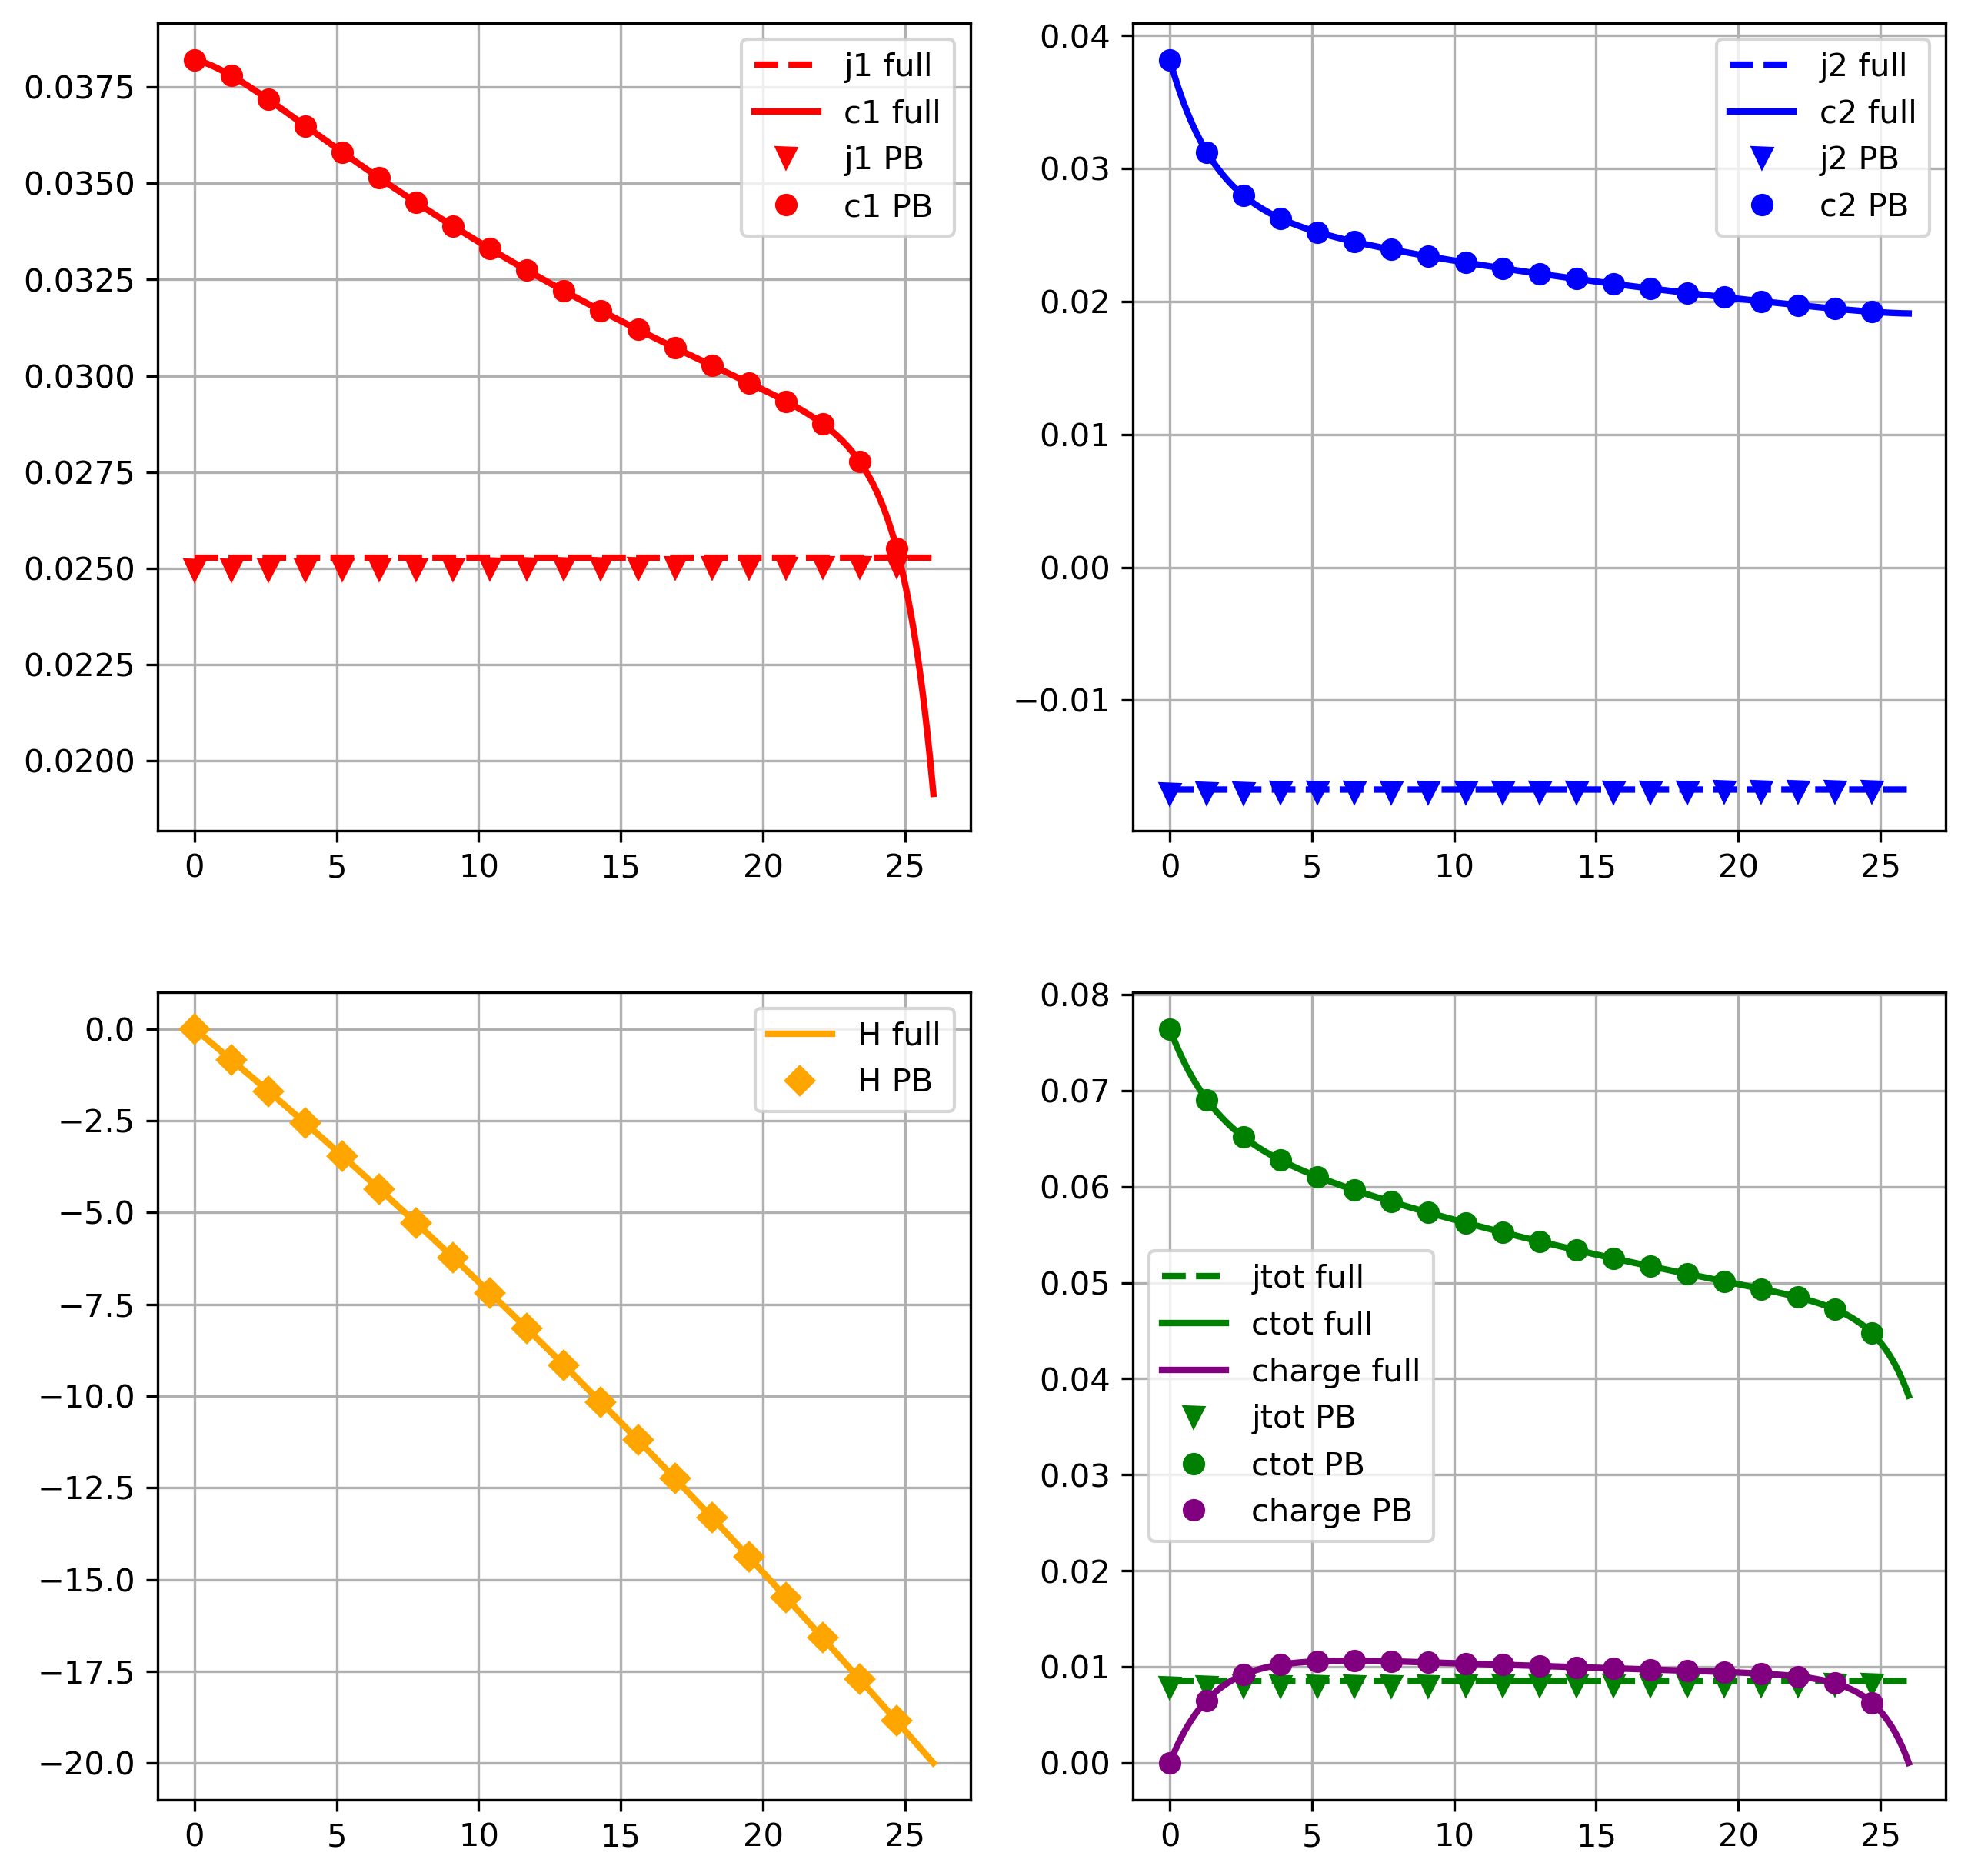 0.0375
0.0350
0.0325
0.0300
0.0275
0.0250
0.0225
0.0200
0 5 10 15 20 25
j1 full
c1 full
j1 PB
c1 PB
0.04
0.03
0.02
0.01
0.00
−0.01
0 5 10 15 20 25
j2 full
c2 full
j2 PB
c2 PB
0.0
−2.5
−5.0
−7.5
−10.0
−12.5
−15.0
−17.5
−20.0
0 5 10 15 20 25
H full
H PB
0.08
0.07
0.06
0.05
0.04
0.03
0.02
0.01
0.00
0 5 10 15 20 25
jtot full
ctot full
charge full
jtot PB
ctot PB
charge PB